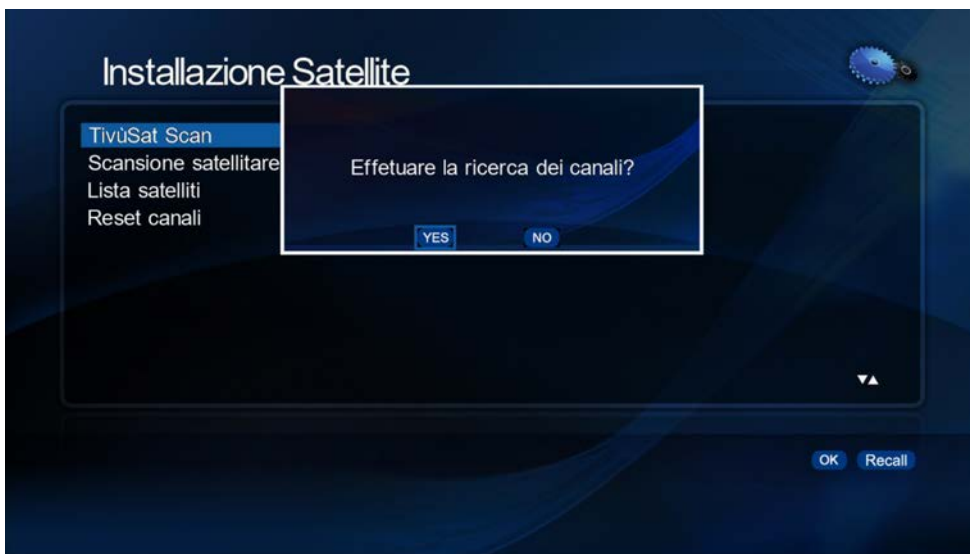 Installazione Satellite
TivùSat Scan
Scansione satellitare
Lista satelliti
Reset canali
Effetuare la ricerca dei canali?
YES NO
OK Recall